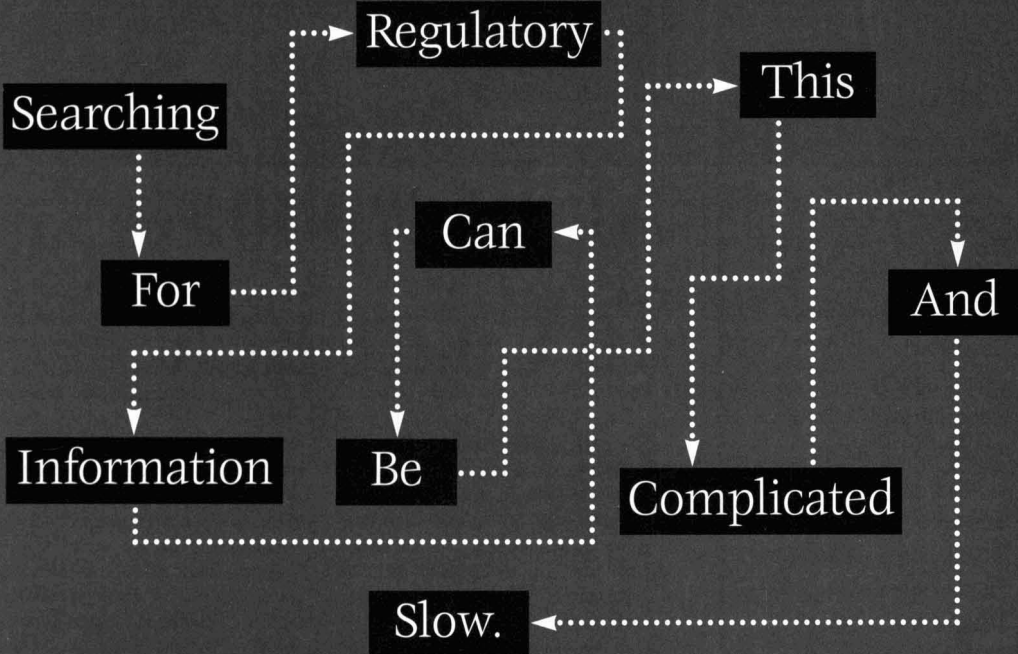 Searching
For
Regulatory
Information
Can
Be
This
Complicated
And
Slow.